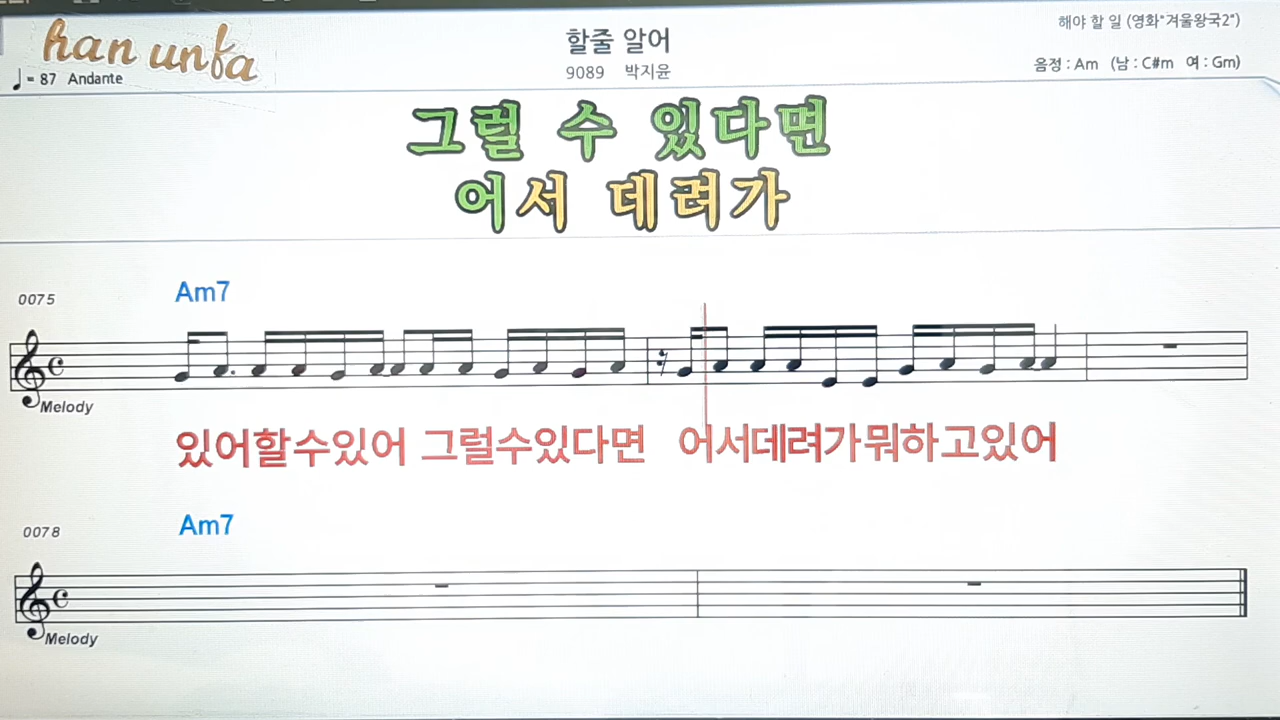 han unfa
할줄 알어
해야 할 일 (영화"겨울왕국2")
♩= 87 Andante
9089 박지윤
음정 : Am (남 : C#m 여 : Gm)
그럴 수 있다면
어서 데려가
0075
Am7
Melody
있어할수있어 그럴수있다면 어서데려가뭐하고있어
0078
Am7
Melody